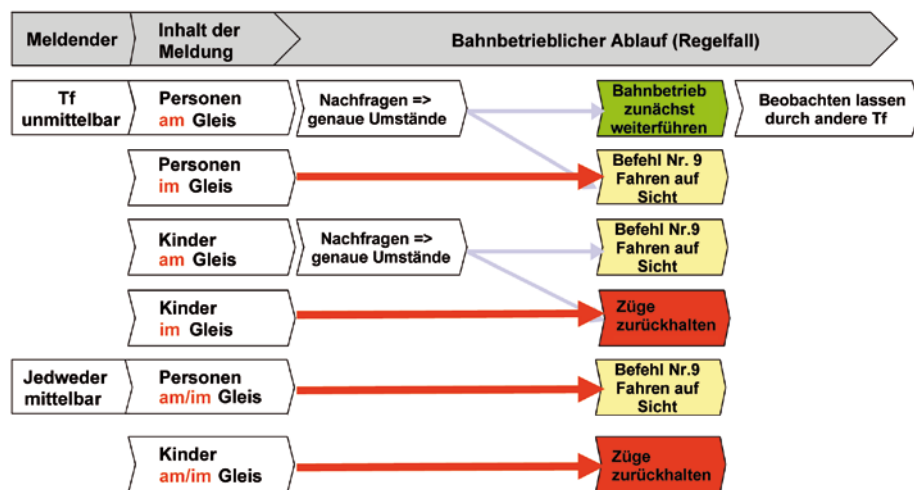 Meldender
Inhalt der
Meldung
Bahnbetrieblicher Ablauf (Regelfall)
Tf
unmittelbar
Personen
am Gleis
Nachfragen =>
genaue Umstände
Bahnbetrieb
zunächst
weiterführen
Beobachten lassen
durch andere Tf
Personen
im Gleis
Befehl Nr. 9
Fahren auf
Sicht
Kinder
am Gleis
Nachfragen =>
genaue Umstände
Befehl Nr.9
Fahren auf
Sicht
Kinder
im Gleis
Züge
zurückhalten
Jedweder
mittelbar
Personen
am/im Gleis
Befehl Nr.9
Fahren auf
Sicht
Kinder
am/im Gleis
Züge
zurückhalten